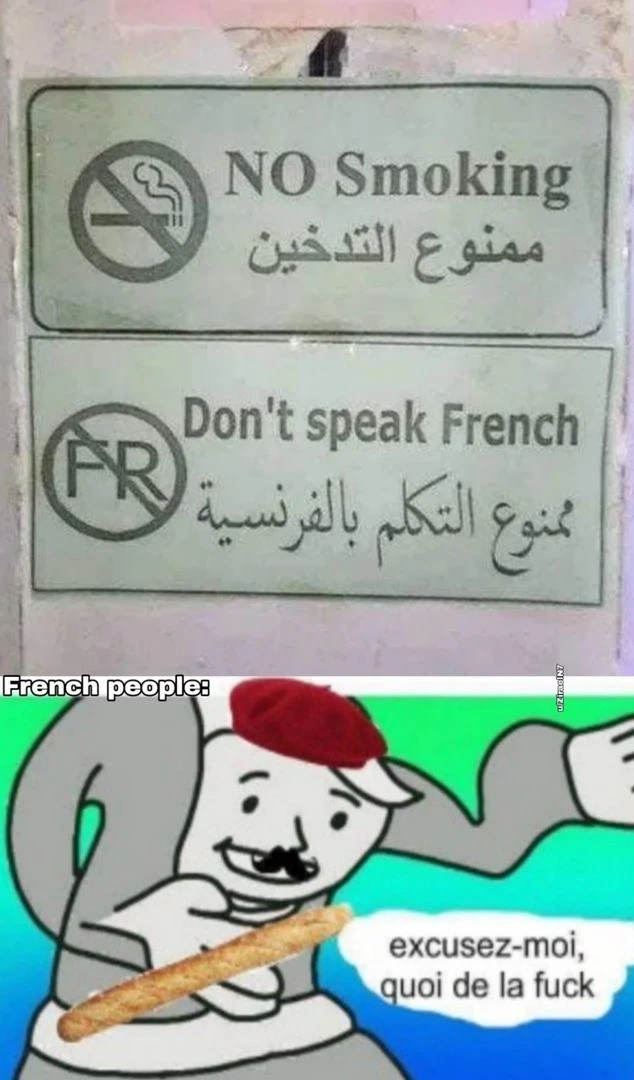 NO Smoking
ممنوع التدخين
FR
Don't speak French
ممنوع التكلم بالفرنسية
French people:
u/ZiraelN7
excusez-moi,
quoi de la fuck